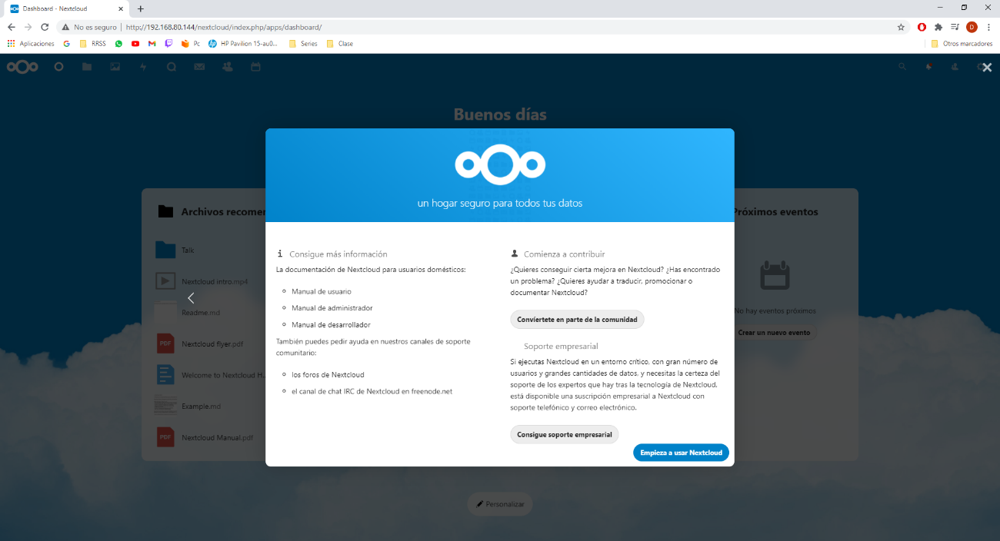 Dashboard - Nextcloud
No es seguro | http://192.168.80.144/nextcloud/index.php/apps/dashboard/
D
Aplicaciones
RRSS
Pc
HP Pavilion 15-au0...
Series
Clase
Otros marcadores
Buenos días
un hogar seguro para todos tus datos
Archivos recomen
Talk
Nextcloud intro.mp4
Readme.md
PDF Nextcloud flyer.pdf
Welcome to Nextcloud H...
Example.md
PDF Nextcloud Manual.pdf
Consigue más información
La documentación de Nextcloud para usuarios domésticos:
Manual de usuario
Manual de administrador
Manual de desarrollador
También puedes pedir ayuda en nuestros canales de soporte
comunitario:
los foros de Nextcloud
el canal de chat IRC de Nextcloud en freenode.net
Comienza a contribuir
¿Quieres conseguir cierta mejora en Nextcloud? ¿Has encontrado
un problema? ¿Quieres ayudar a traducir, promocionar o
documentar Nextcloud?
Conviértete en parte de la comunidad
Soporte empresarial
Si ejecutas Nextcloud en un entorno crítico, con gran número de
usuarios y grandes cantidades de datos, y necesitas la certeza del
soporte de los expertos que hay tras la tecnología de Nextcloud,
está disponible una suscripción empresarial a Nextcloud con
soporte telefónico y correo electrónico.
Consigue soporte empresarial
Empieza a usar Nextcloud
Próximos eventos
No hay eventos próximos
Crear un nuevo evento
Personalizar